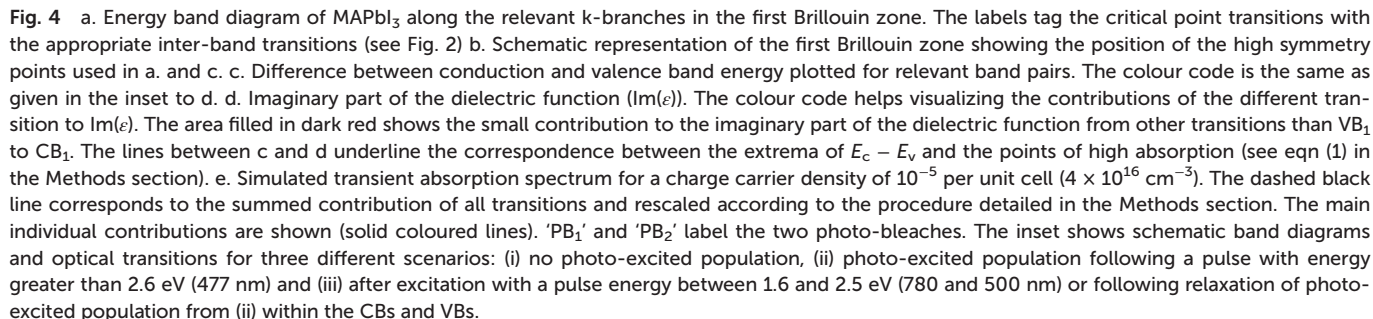 Fig. 4 a. Energy band diagram of MAPbI₃ along the relevant k-branches in the first Brillouin zone. The labels tag the critical point transitions with
the appropriate inter-band transitions (see Fig. 2) b. Schematic representation of the first Brillouin zone showing the position of the high symmetry
points used in a. and c. c. Difference between conduction and valence band energy plotted for relevant band pairs. The colour code is the same as
given in the inset to d. d. Imaginary part of the dielectric function (Im(ε)). The colour code helps visualizing the contributions of the different tran-
sition to Im(ε). The area filled in dark red shows the small contribution to the imaginary part of the dielectric function from other transitions than VB₁
to CB₁. The lines between c and d underline the correspondence between the extrema of E_c − E_v and the points of high absorption (see eqn (1) in
the Methods section). e. Simulated transient absorption spectrum for a charge carrier density of 10⁻⁵ per unit cell (4 × 10¹⁶ cm⁻³). The dashed black
line corresponds to the summed contribution of all transitions and rescaled according to the procedure detailed in the Methods section. The main
individual contributions are shown (solid coloured lines). 'PB₁' and 'PB₂' label the two photo-bleaches. The inset shows schematic band diagrams
and optical transitions for three different scenarios: (i) no photo-excited population, (ii) photo-excited population following a pulse with energy
greater than 2.6 eV (477 nm) and (iii) after excitation with a pulse energy between 1.6 and 2.5 eV (780 and 500 nm) or following relaxation of photo-
excited population from (ii) within the CBs and VBs.